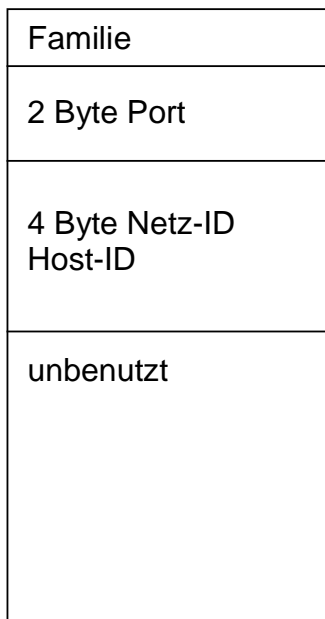 Familie
2 Byte Port
4 Byte Netz-ID
Host-ID
unbenutzt